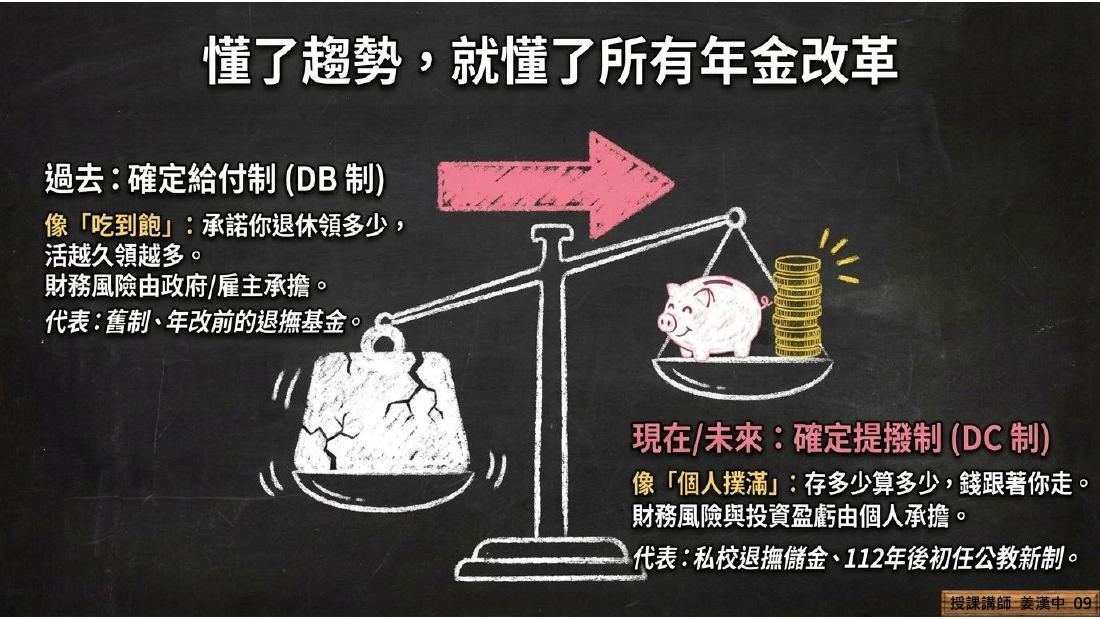 懂了趨勢，就懂了所有年金改革
過去：確定給付制 (DB 制)
像「吃到飽」：承諾你退休領多少，
活越久領越多。
財務風險由政府/雇主承擔。
代表：舊制、年改前的退撫基金。
現在/未來：確定提撥制 (DC 制)
像「個人撲滿」：存多少算多少，錢跟著你走。
財務風險與投資盈虧由個人承擔。
代表：私校退撫儲金、112年後初任公教新制。
授課講師 姜漢中 09